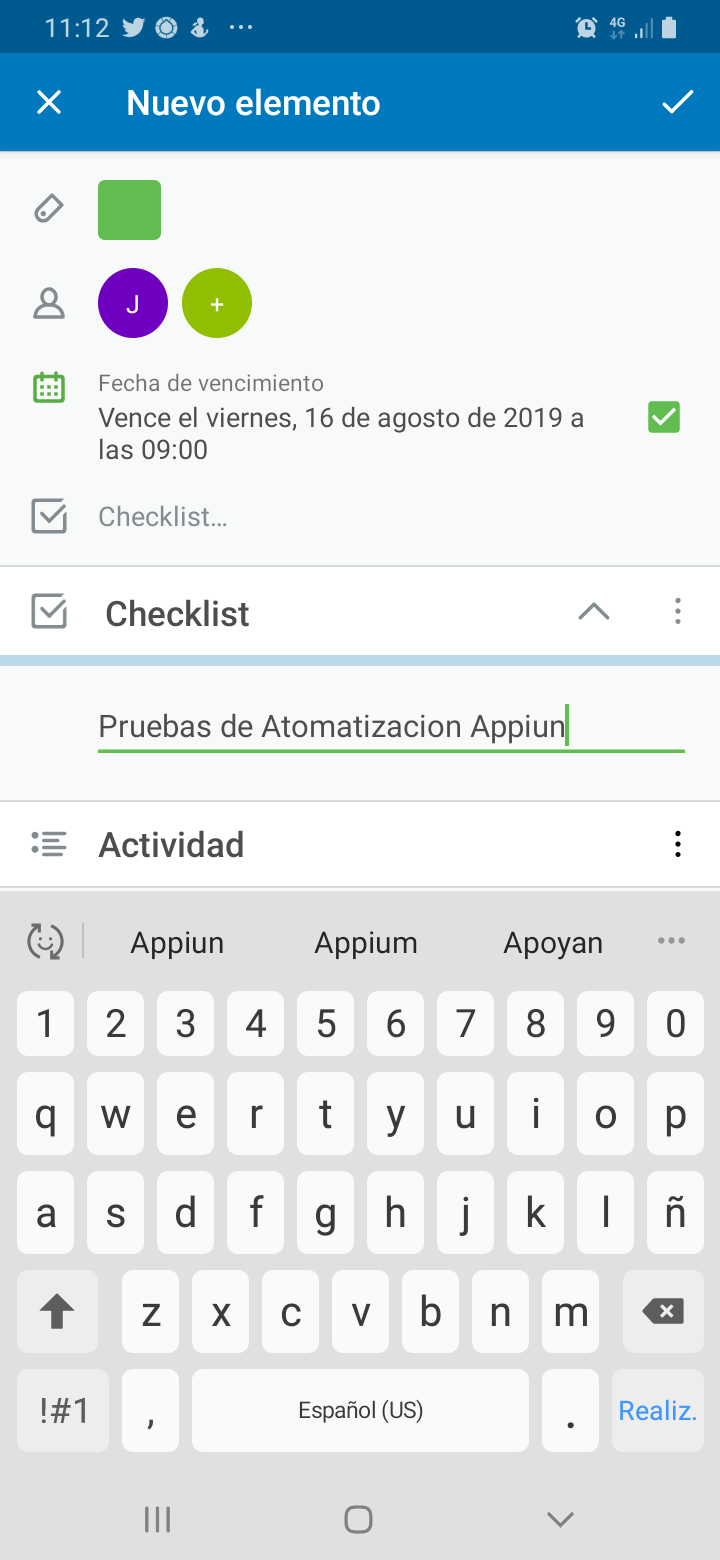 11:12
4G
Nuevo elemento
J
+
Fecha de vencimiento
Vence el viernes, 16 de agosto de 2019 a
las 09:00
Checklist...
Checklist
Pruebas de Atomatizacion Appiun
Actividad
Appiun Appium Apoyan
1 2 3 4 5 6 7 8 9 0
q w e r t y u i o p
a s d f g h j k l ñ
z x c v b n m
!#1 , Español (US) . Realiz.